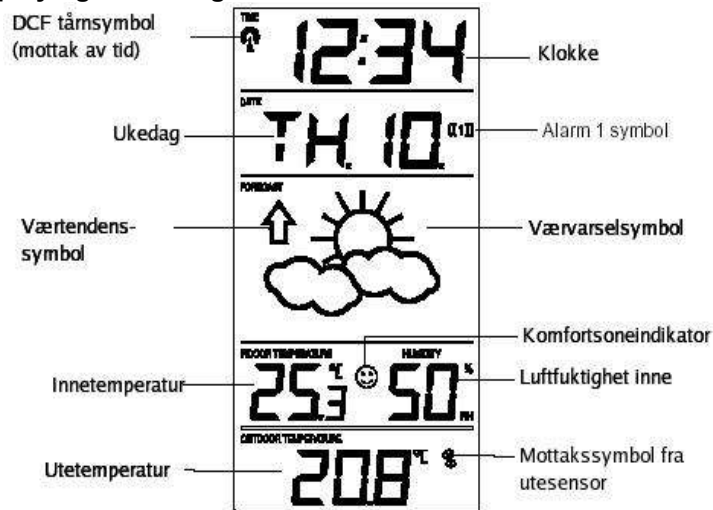 DCF tårnsymbol
(mottak av tid)
TIME
12:34
Klokke
DATE
Ukedag
TH. 10.
((1))
Alarm 1 symbol
FORECAST
Værtendens-
symbol
Værvarselsymbol
Komfortsoneindikator
INDOOR TEMPERATURE
HUMIDITY
Innetemperatur
25.3 °C
50 % RH
Luftfuktighet inne
OUTDOOR TEMPERATURE
Utetemperatur
20.8 °C
Mottakssymbol fra
utesensor